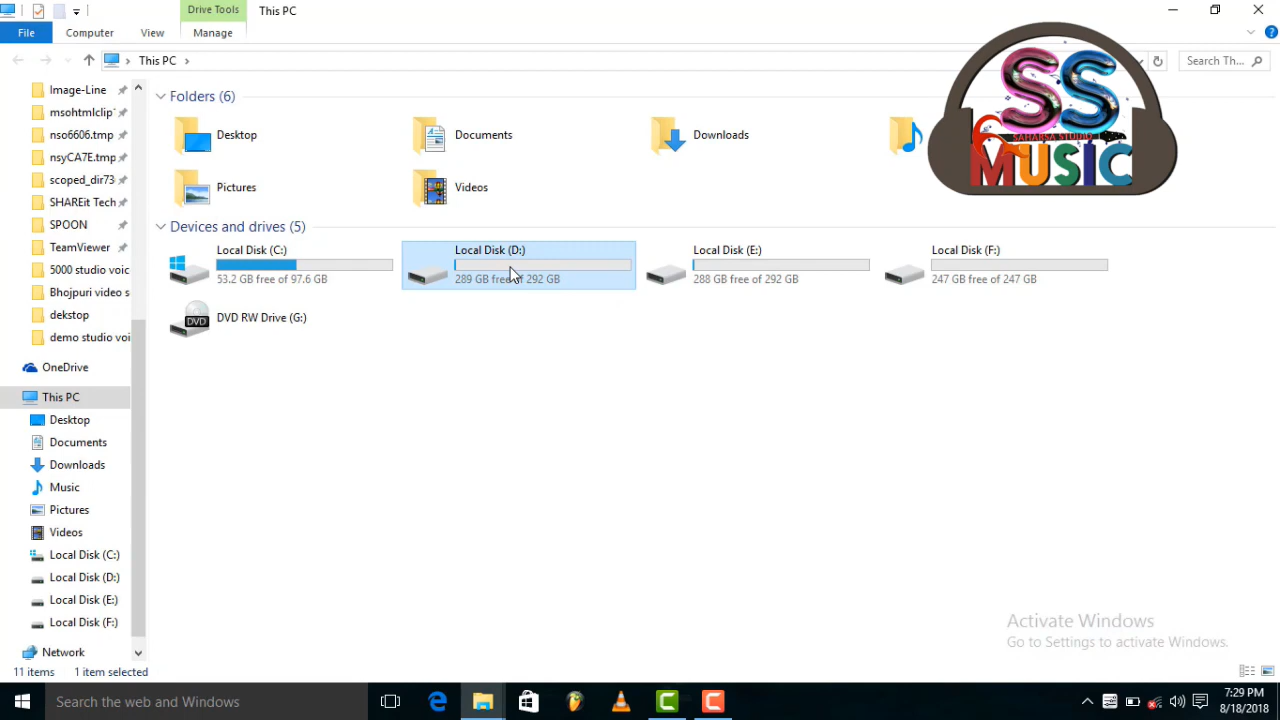 Drive Tools
This PC
File
Computer
View
Manage
This PC
Search Th...
Image-Line
msohtmlclip
nso6606.tmp
nsyCA7E.tmp
scoped_dir73
SHAREit Tech
SPOON
TeamViewer
5000 studio voic
Bhojpuri video s
dekstop
demo studio voi
OneDrive
This PC
Desktop
Documents
Downloads
Music
Pictures
Videos
Local Disk (C:)
Local Disk (D:)
Local Disk (E:)
Local Disk (F:)
Network
Folders (6)
Desktop
Documents
Downloads
Pictures
Videos
Devices and drives (5)
Local Disk (C:)
53.2 GB free of 97.6 GB
Local Disk (D:)
289 GB free of 292 GB
Local Disk (E:)
288 GB free of 292 GB
Local Disk (F:)
247 GB free of 247 GB
DVD
DVD RW Drive (G:)
SS
SAHARSA STUDIO
MUSIC
Activate Windows
Go to Settings to activate Windows.
11 items
1 item selected
Search the web and Windows
7:29 PM
8/18/2018